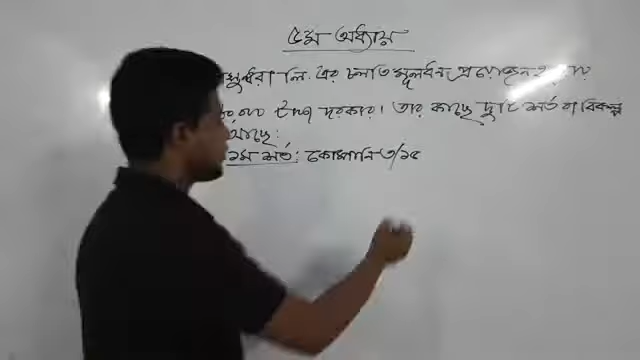 ৫ম অধ্যায়
লি. এর চলতি মূলধন প্রয়োজন
টাকা দরকার। তার কাছে দুটি শর্ত বা বিকল্প
আছে:
১ম শর্ত: কোম্পানি ৩/১৫